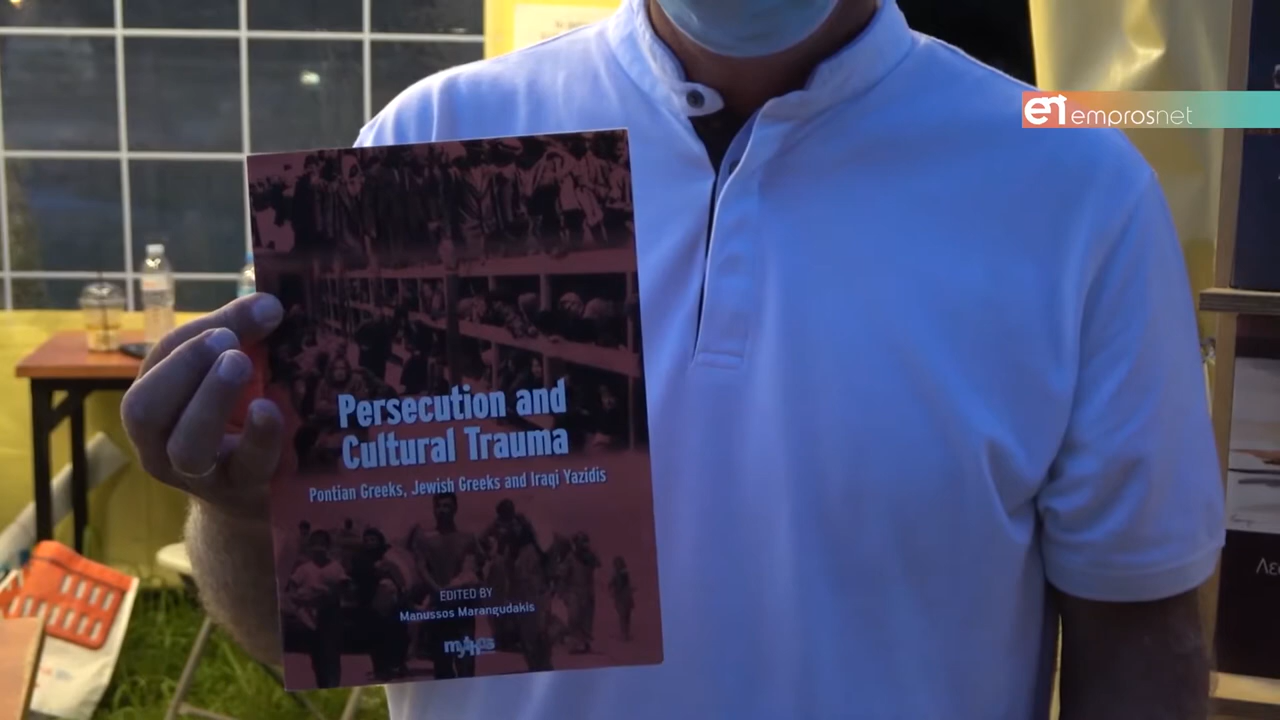 emprosnet
Persecution and
Cultural Trauma
Pontian Greeks, Jewish Greeks and Iraqi Yazidis
EDITED BY
Manussos Marangudakis